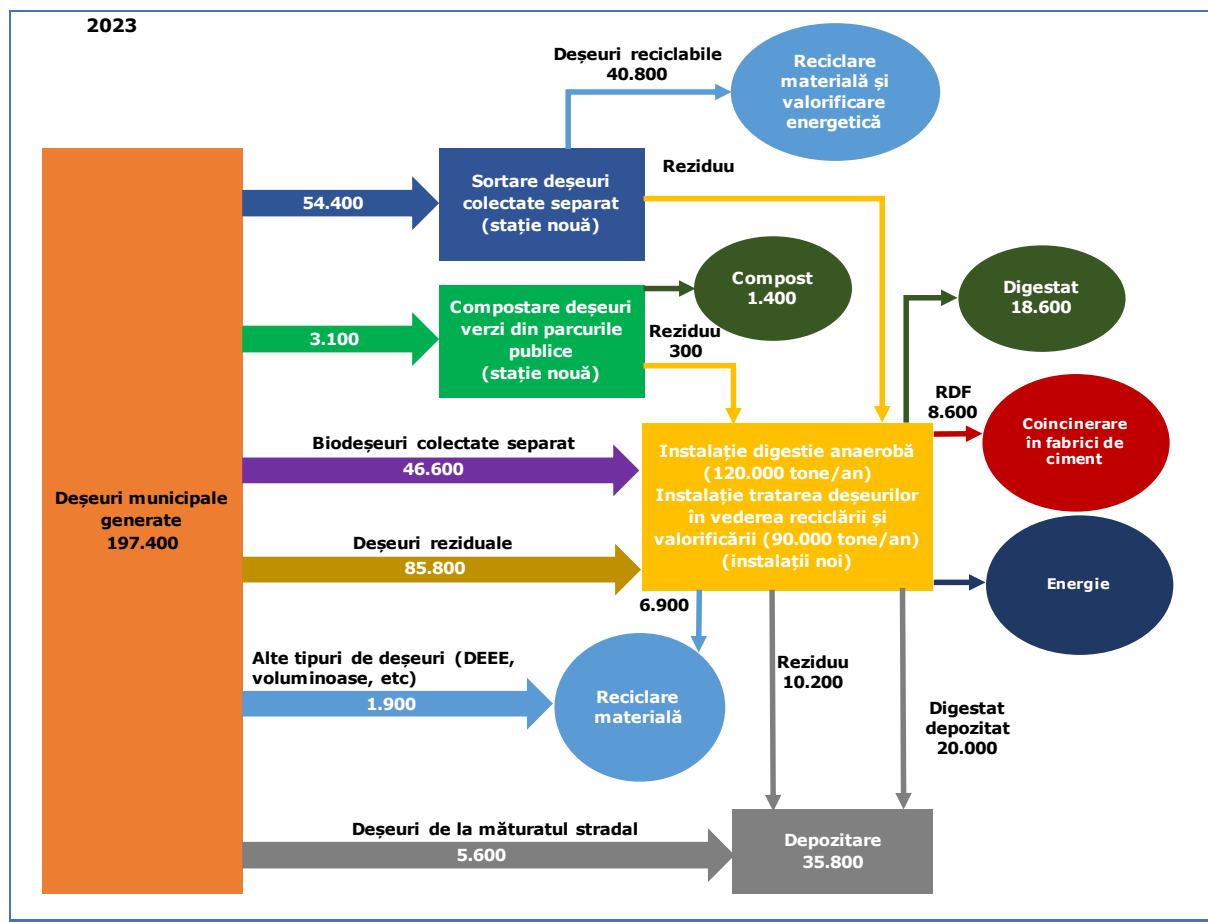 2023
Deșeuri reciclabile
40.800
Reciclare
materială și
valorificare
energetică
Sortare deșeuri
colectate separat
(stație nouă)
54.400
Reziduu
Compost
1.400
Digestat
18.600
Compostare deșeuri
verzi din parcurile
publice
(stație nouă)
3.100
Reziduu
300
RDF
8.600
Coincinerare
în fabrici de
ciment
Biodeșeuri colectate separat
46.600
Instalație digestie anaerobă
(120.000 tone/an)
Instalație tratarea deșeurilor
în vederea reciclării și
valorificării (90.000 tone/an)
(instalații noi)
Deșeuri municipale
generate
197.400
Deșeuri reziduale
85.800
Energie
6.900
Alte tipuri de deșeuri (DEEE,
voluminoase, etc)
1.900
Reciclare
materială
Reziduu
10.200
Digestat
depozitat
20.000
Deșeuri de la măturatul stradal
5.600
Depozitare
35.800